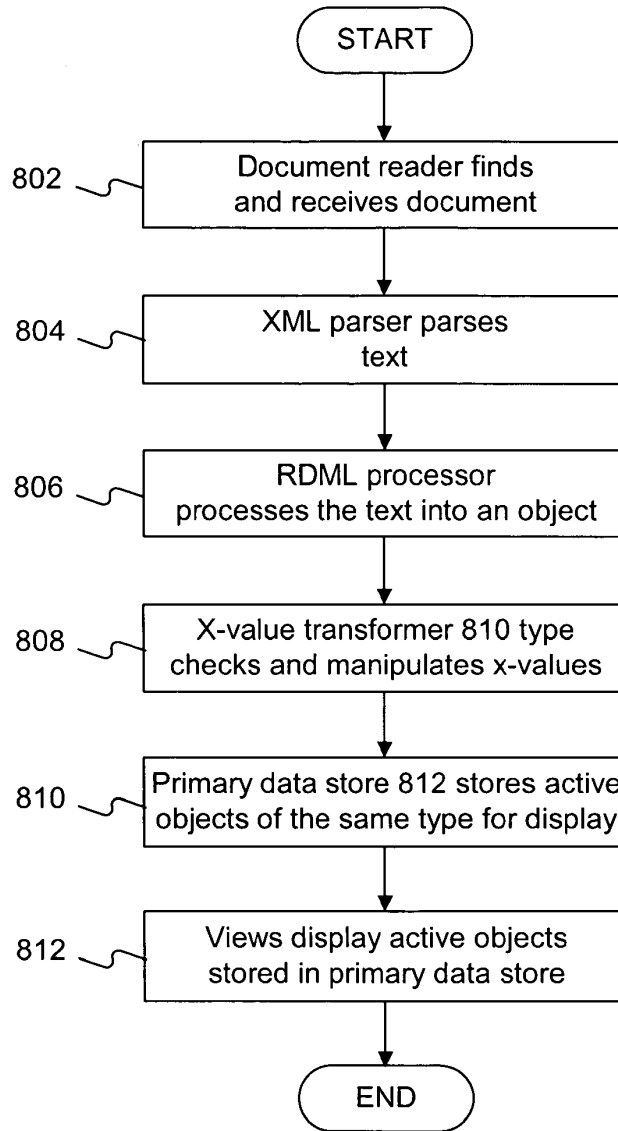 START
802
Document reader finds
and receives document
804
XML parser parses
text
806
RDML processor
processes the text into an object
808
X-value transformer 810 type
checks and manipulates x-values
810
Primary data store 812 stores active
objects of the same type for display
812
Views display active objects
stored in primary data store
END